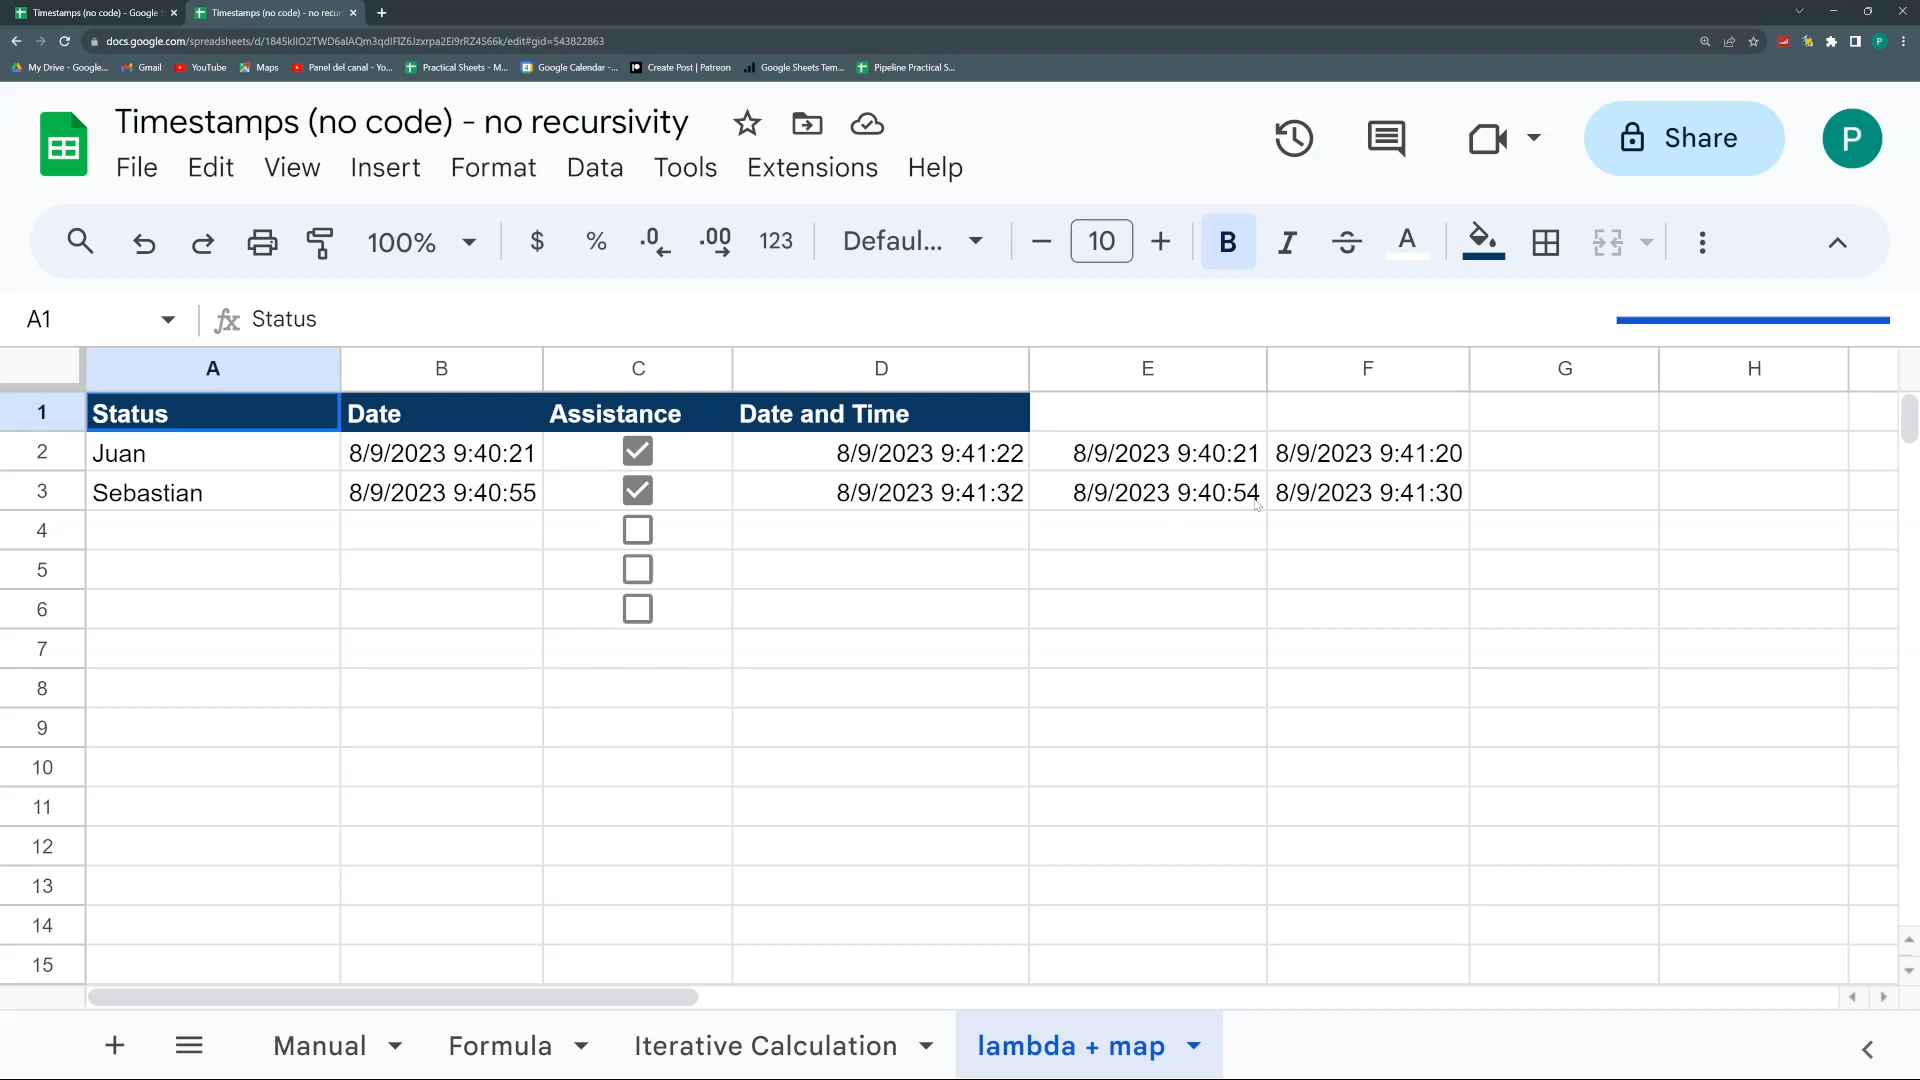 Timestamps (no code) - Google
Timestamps (no code) - no recur
docs.google.com/spreadsheets/d/1845kIIO2TWD6alAQm3qdIFIZ6Jzxrpa2Ei9rRZ4S66k/edit#gid=543822863
My Drive - Google... Gmail YouTube Maps Panel del canal - Yo... Practical Sheets - M... Google Calendar -... Create Post | Patreon Google Sheets Tem... Pipeline Practical S...
Timestamps (no code) - no recursivity
File Edit View Insert Format Data Tools Extensions Help
Share
P
100% $ % .0 .00 123 Defaul... 10 B I A
A1 fx Status
A B C D E F G H
1 Status Date Assistance Date and Time
2 Juan 8/9/2023 9:40:21 8/9/2023 9:41:22 8/9/2023 9:40:21 8/9/2023 9:41:20
3 Sebastian 8/9/2023 9:40:55 8/9/2023 9:41:32 8/9/2023 9:40:54 8/9/2023 9:41:30
4
5
6
7
8
9
10
11
12
13
14
15
Manual Formula Iterative Calculation lambda + map